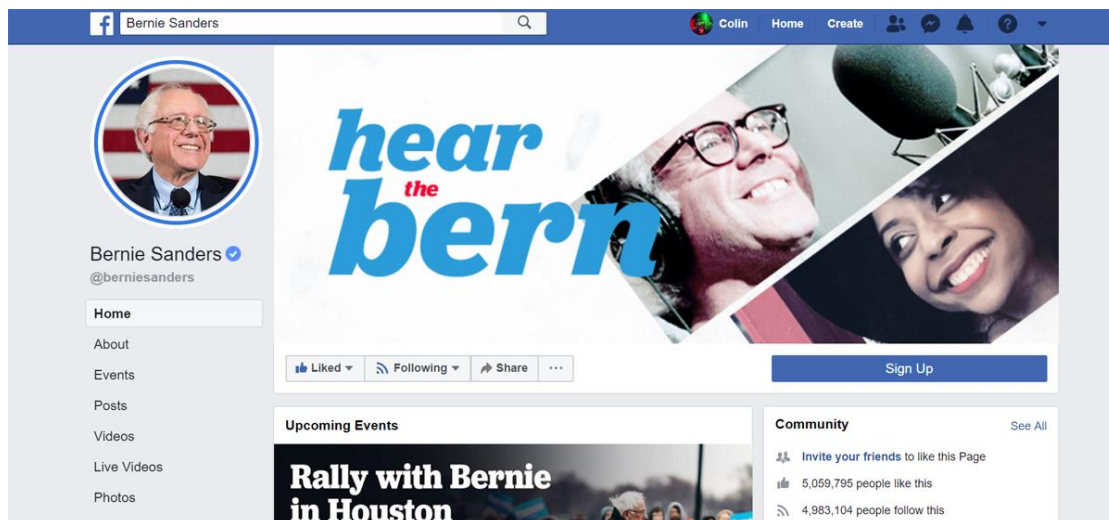 Bernie Sanders
Colin
Home
Create
hear
the
bern
Bernie Sanders
@berniesanders
Home
About
Events
Posts
Videos
Live Videos
Photos
Liked
Following
Share
Sign Up
Upcoming Events
Rally with Bernie
in Houston
Community
See All
Invite your friends to like this Page
5,059,795 people like this
4,983,104 people follow this